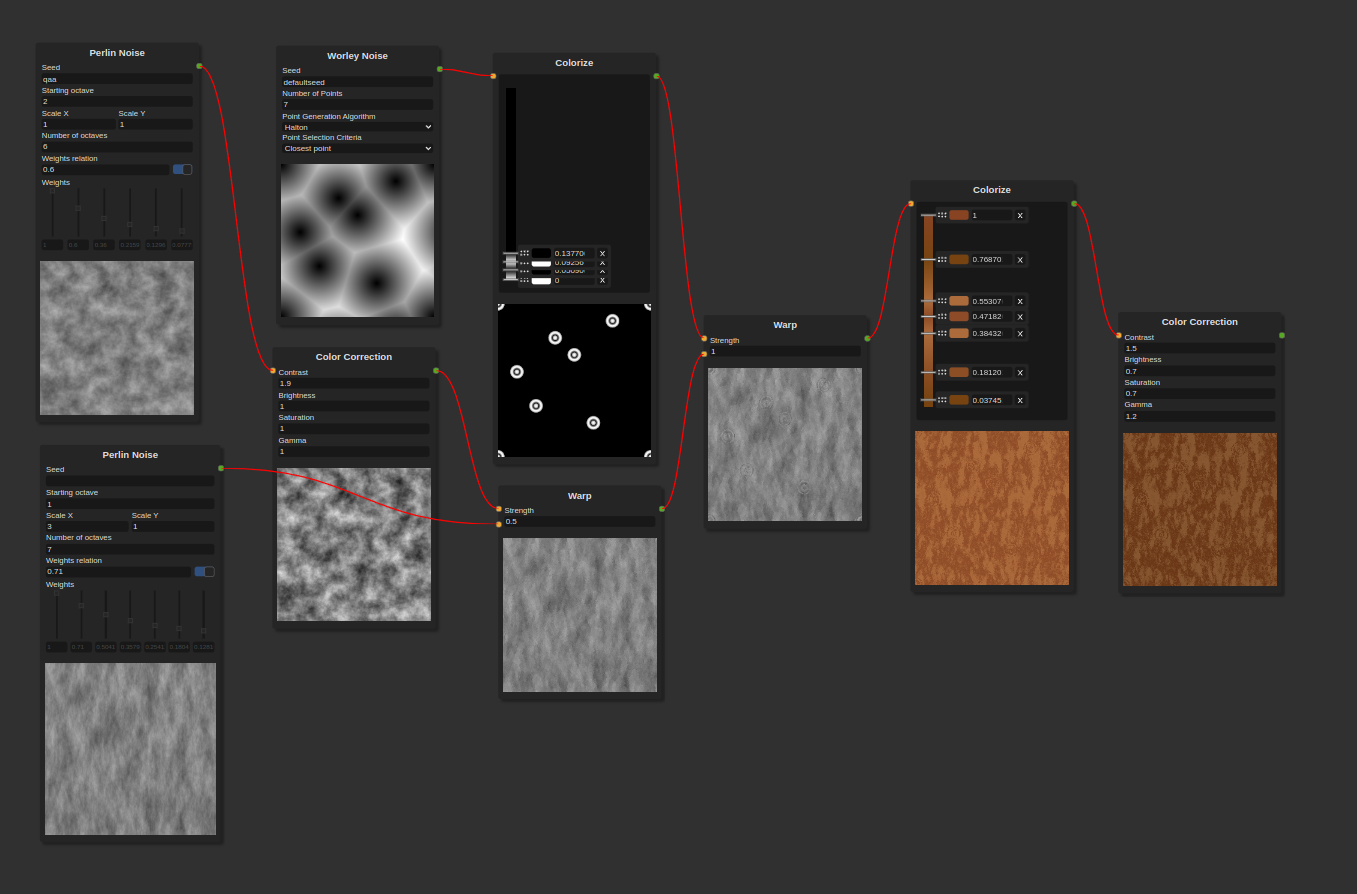 Perlin Noise
Seed
qaa
Starting octave
2
Scale X Scale Y
1 1
Number of octaves
6
Weights relation
0.6
Weights
1 0.6 0.36 0.2159 0.1296 0.0777
Perlin Noise
Seed
Starting octave
1
Scale X Scale Y
3 1
Number of octaves
7
Weights relation
0.71
Weights
1 0.71 0.5041 0.3579 0.2541 0.1804
Worley Noise
Seed
defaultseed
Number of Points
7
Point Generation Algorithm
Halton
Point Selection Criteria
Closest point
Color Correction
Contrast
1.9
Brightness
1
Saturation
1
Gamma
1
Colorize
0.13770 X
0.09256 X
X
0 X
Warp
Strength
0.5
Warp
Strength
1
Colorize
1 X
0.76870 X
0.55307 X
0.47182 X
0.38432 X
0.18120 X
0.03745 X
Color Correction
Contrast
1.5
Brightness
0.7
Saturation
0.7
Gamma
1.2